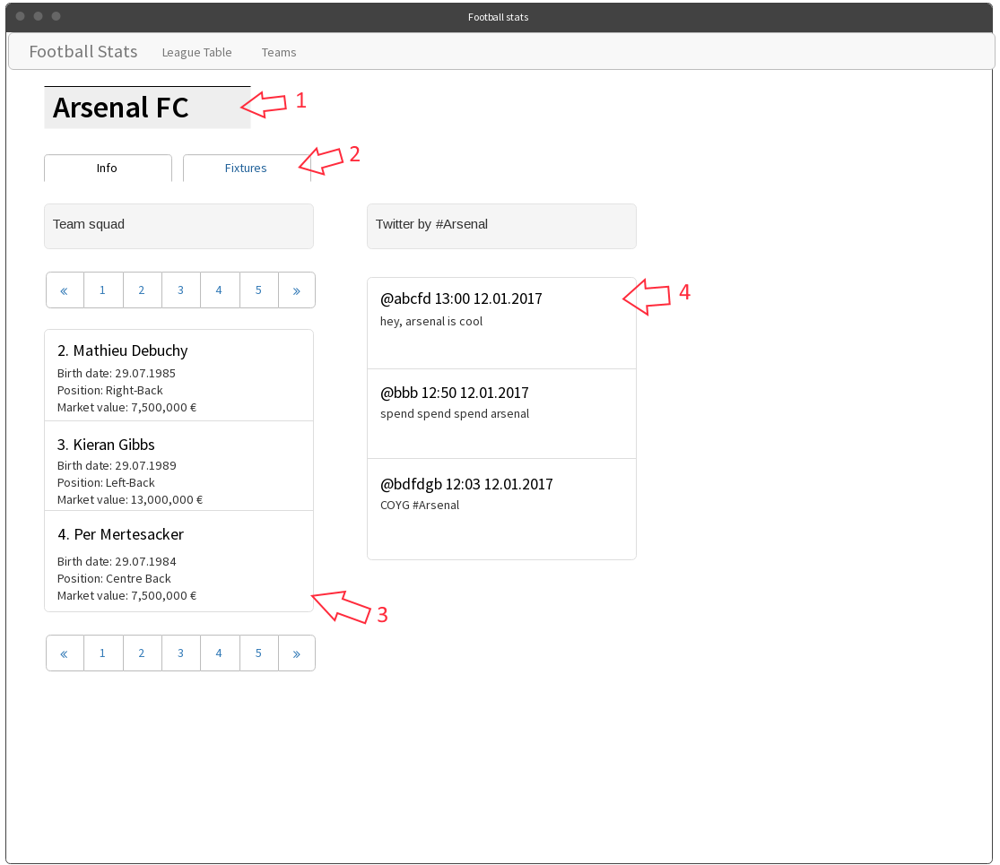 Football stats
Football Stats League Table Teams
Arsenal FC
1
Info Fixtures
2
Team squad
« 1 2 3 4 5 »
2. Mathieu Debuchy
Birth date: 29.07.1985
Position: Right-Back
Market value: 7,500,000 €
3. Kieran Gibbs
Birth date: 29.07.1989
Position: Left-Back
Market value: 13,000,000 €
4. Per Mertesacker
Birth date: 29.07.1984
Position: Centre Back
Market value: 7,500,000 €
3
« 1 2 3 4 5 »
Twitter by #Arsenal
@abcfd 13:00 12.01.2017
hey, arsenal is cool
4
@bbb 12:50 12.01.2017
spend spend spend arsenal
@bdfdgb 12:03 12.01.2017
COYG #Arsenal